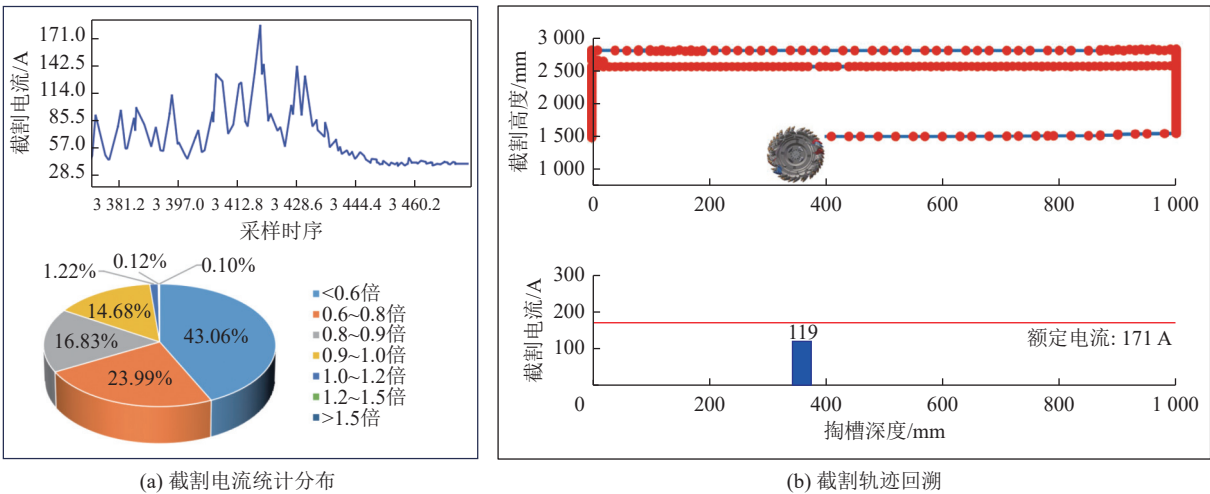 截割电流/A
171.0
142.5
114.0
85.5
57.0
28.5
3 381.2 3 397.0 3 412.8 3 428.6 3 444.4 3 460.2
采样时序
0.12%
0.10%
1.22%
14.68%
43.06%
16.83%
23.99%
<0.6倍
0.6~0.8倍
0.8~0.9倍
0.9~1.0倍
1.0~1.2倍
1.2~1.5倍
>1.5倍
(a) 截割电流统计分布
截割高度/mm
3 000
2 500
2 000
1 500
1 000
0 200 400 600 800 1 000
截割电流/A
300
200
100
119
额定电流: 171 A
0 200 400 600 800 1 000
掏槽深度/mm
(b) 截割轨迹回溯